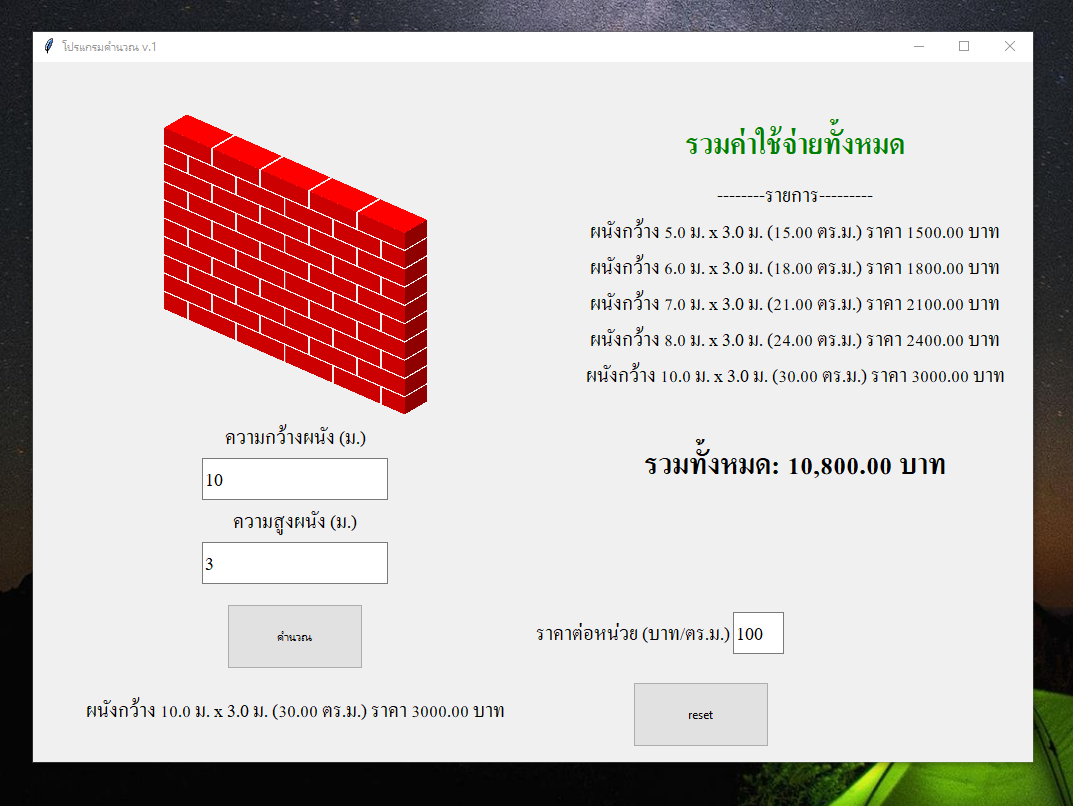 โปรแกรมคำนวณ v.1
รวมค่าใช้จ่ายทั้งหมด
--------รายการ---------
ผนังกว้าง 5.0 ม. x 3.0 ม. (15.00 ตร.ม.) ราคา 1500.00 บาท
ผนังกว้าง 6.0 ม. x 3.0 ม. (18.00 ตร.ม.) ราคา 1800.00 บาท
ผนังกว้าง 7.0 ม. x 3.0 ม. (21.00 ตร.ม.) ราคา 2100.00 บาท
ผนังกว้าง 8.0 ม. x 3.0 ม. (24.00 ตร.ม.) ราคา 2400.00 บาท
ผนังกว้าง 10.0 ม. x 3.0 ม. (30.00 ตร.ม.) ราคา 3000.00 บาท
รวมทั้งหมด: 10,800.00 บาท
ความกว้างผนัง (ม.)
10
ความสูงผนัง (ม.)
3
คำนวณ
ผนังกว้าง 10.0 ม. x 3.0 ม. (30.00 ตร.ม.) ราคา 3000.00 บาท
ราคาต่อหน่วย (บาท/ตร.ม.) 100
reset